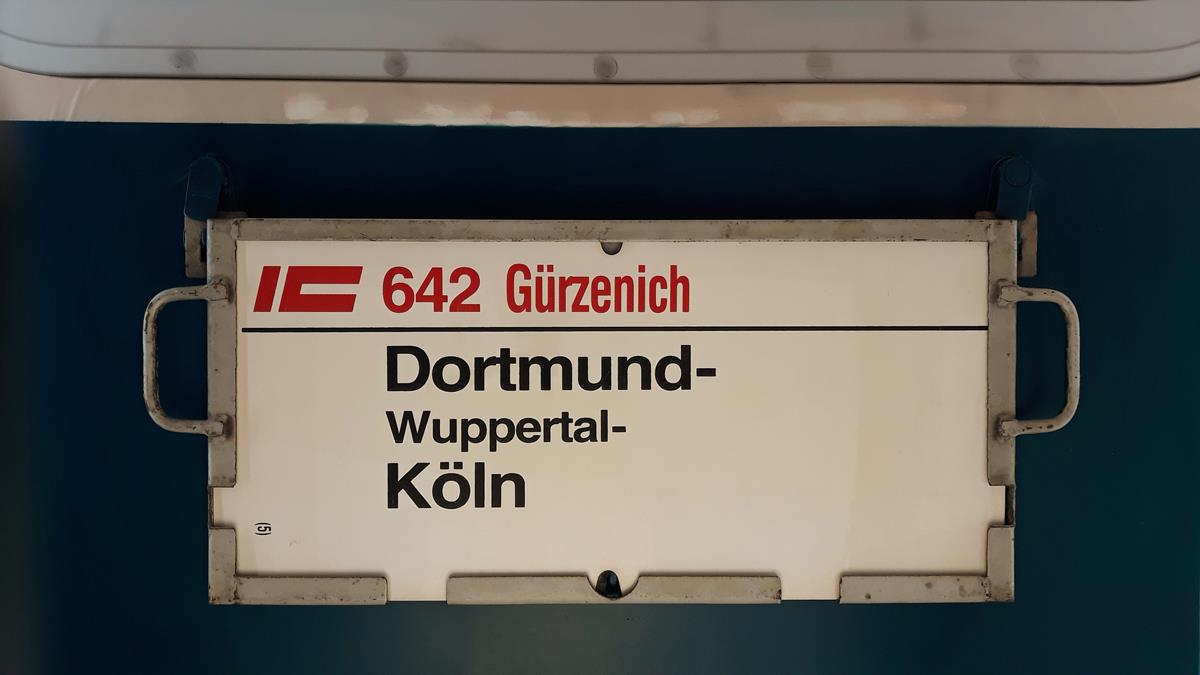 IC 642 Gürzenich
Dortmund-
Wuppertal-
Köln
(5)